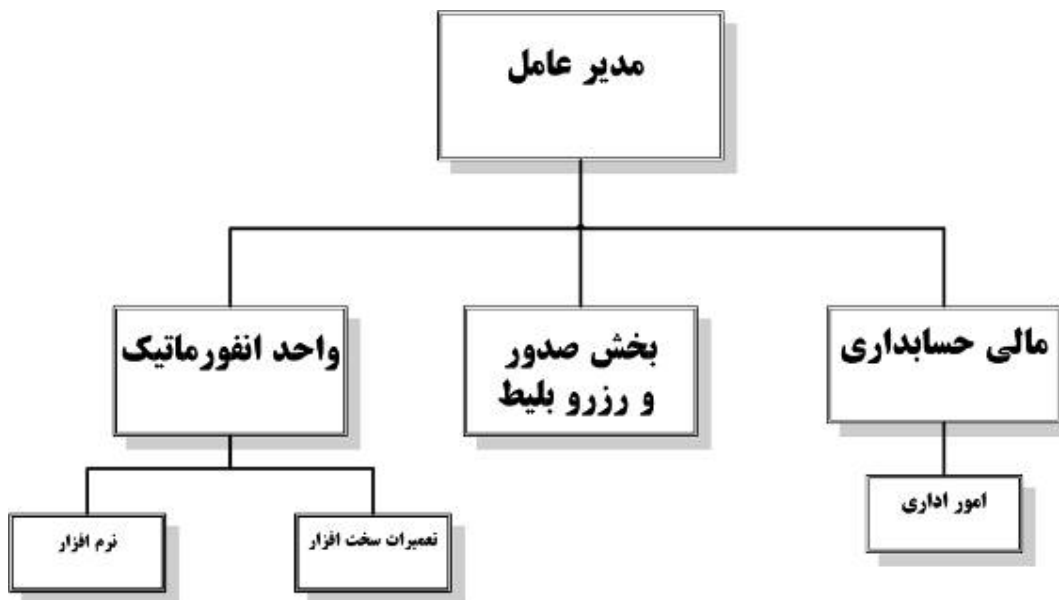 مدیر عامل
مالی حسابداری
بخش صدور
و رزرو بلیط
واحد انفورماتیک
امور اداری
تعمیرات سخت افزار
نرم افزار